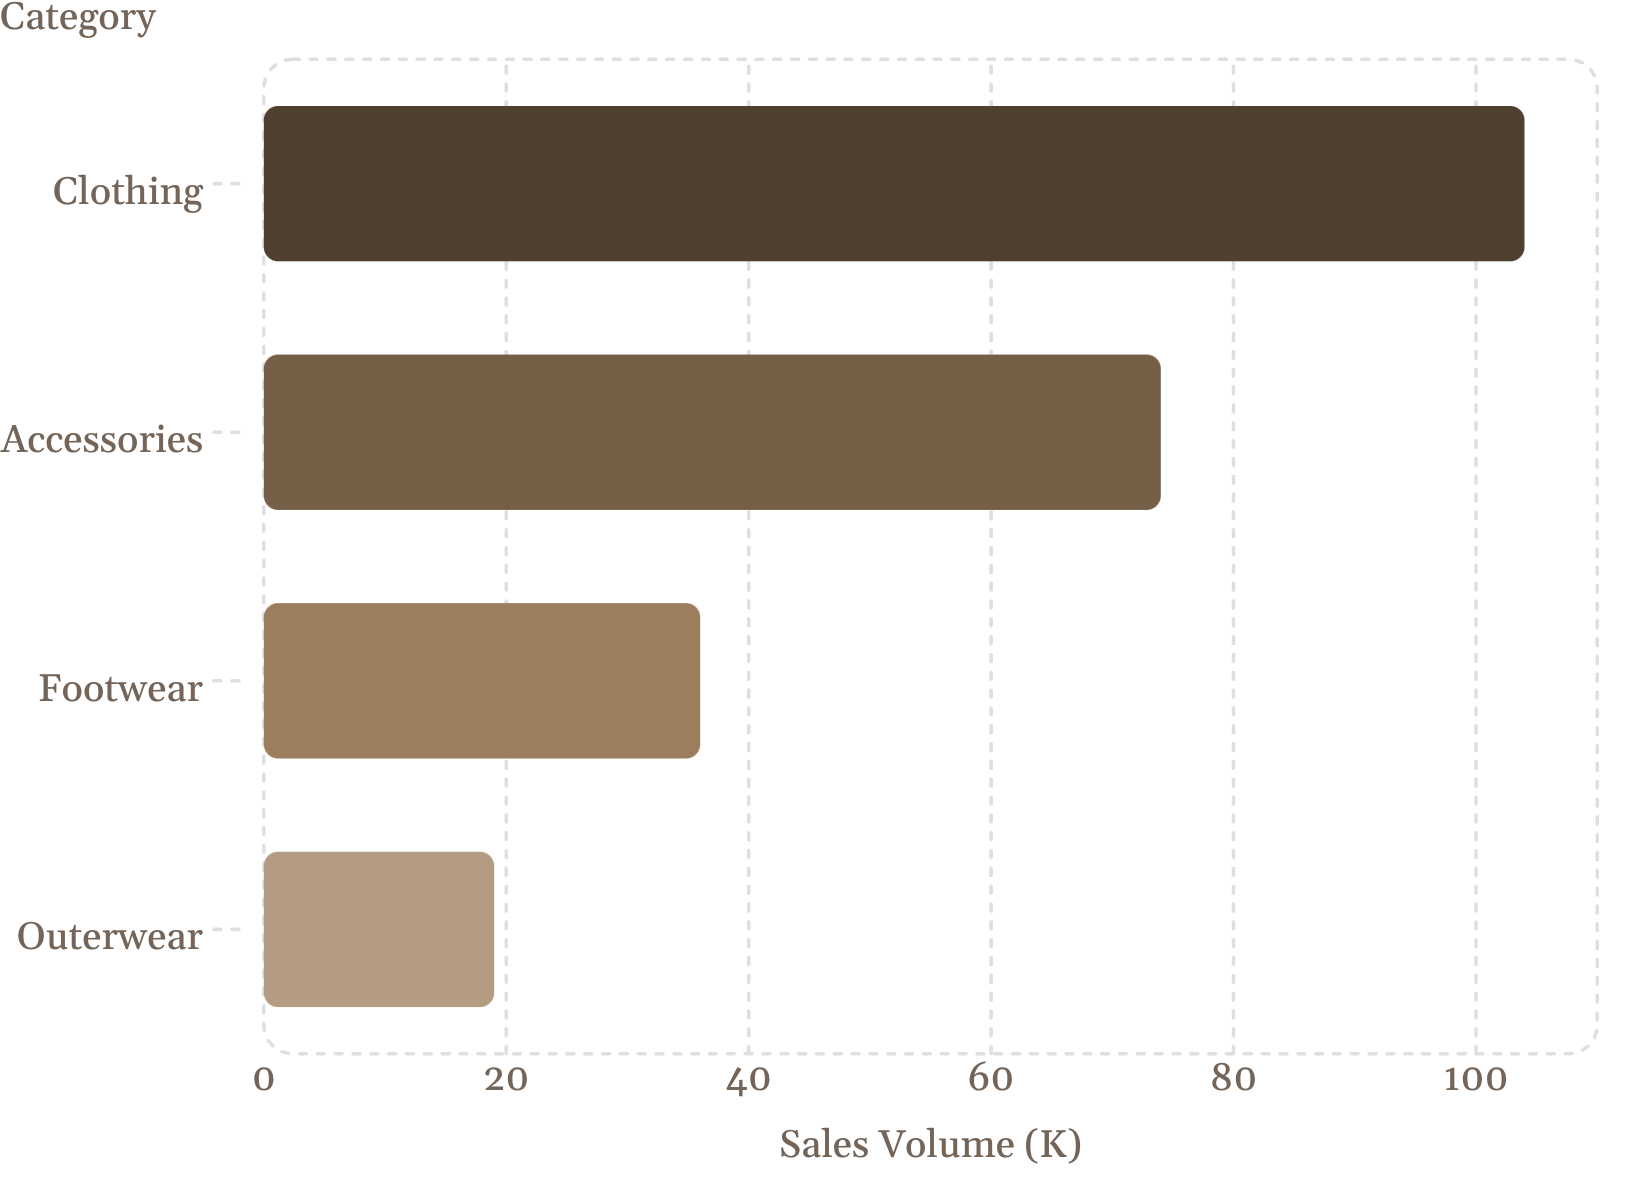 Category
Clothing
Accessories
Footwear
Outerwear
0 20 40 60 80 100
Sales Volume (K)